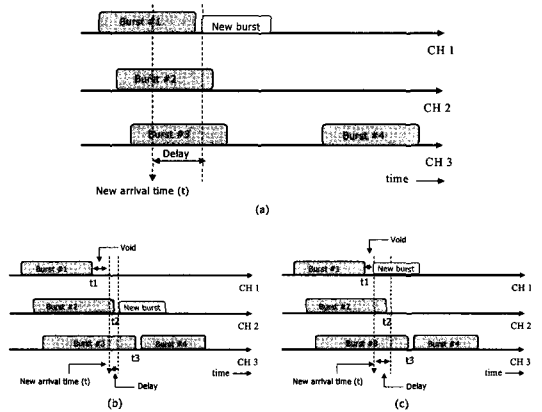 Burst #1
New burst
CH 1
Burst #2
CH 2
Burst #3
Burst #4
Delay
CH 3
time
New arrival time (t)
(a)
Void
Burst #1
t1
CH 1
Burst #2
New burst
t2
CH 2
Burst #3
t3
Burst #4
CH 3
New arrival time (t)
Delay
time
(b)
Void
Burst #1
New burst
t1
CH 1
Burst #2
t2
CH 2
Burst #3
t3
Burst #4
CH 3
New arrival time (t)
Delay
time
(c)